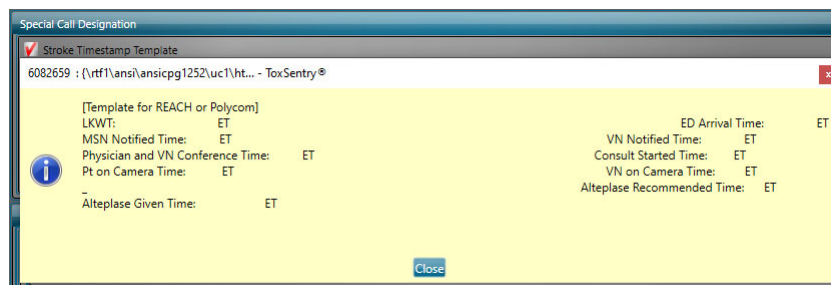 Special Call Designation
Stroke Timestamp Template
6082659 : {\rtf1\ansi\ansicpg1252\uc1\ht... - ToxSentry®
x
[Template for REACH or Polycom]
LKWT: ET ED Arrival Time: ET
MSN Notified Time: ET VN Notified Time: ET
Physician and VN Conference Time: ET Consult Started Time: ET
Pt on Camera Time: ET VN on Camera Time: ET
_ Alteplase Recommended Time: ET
Alteplase Given Time: ET
Close